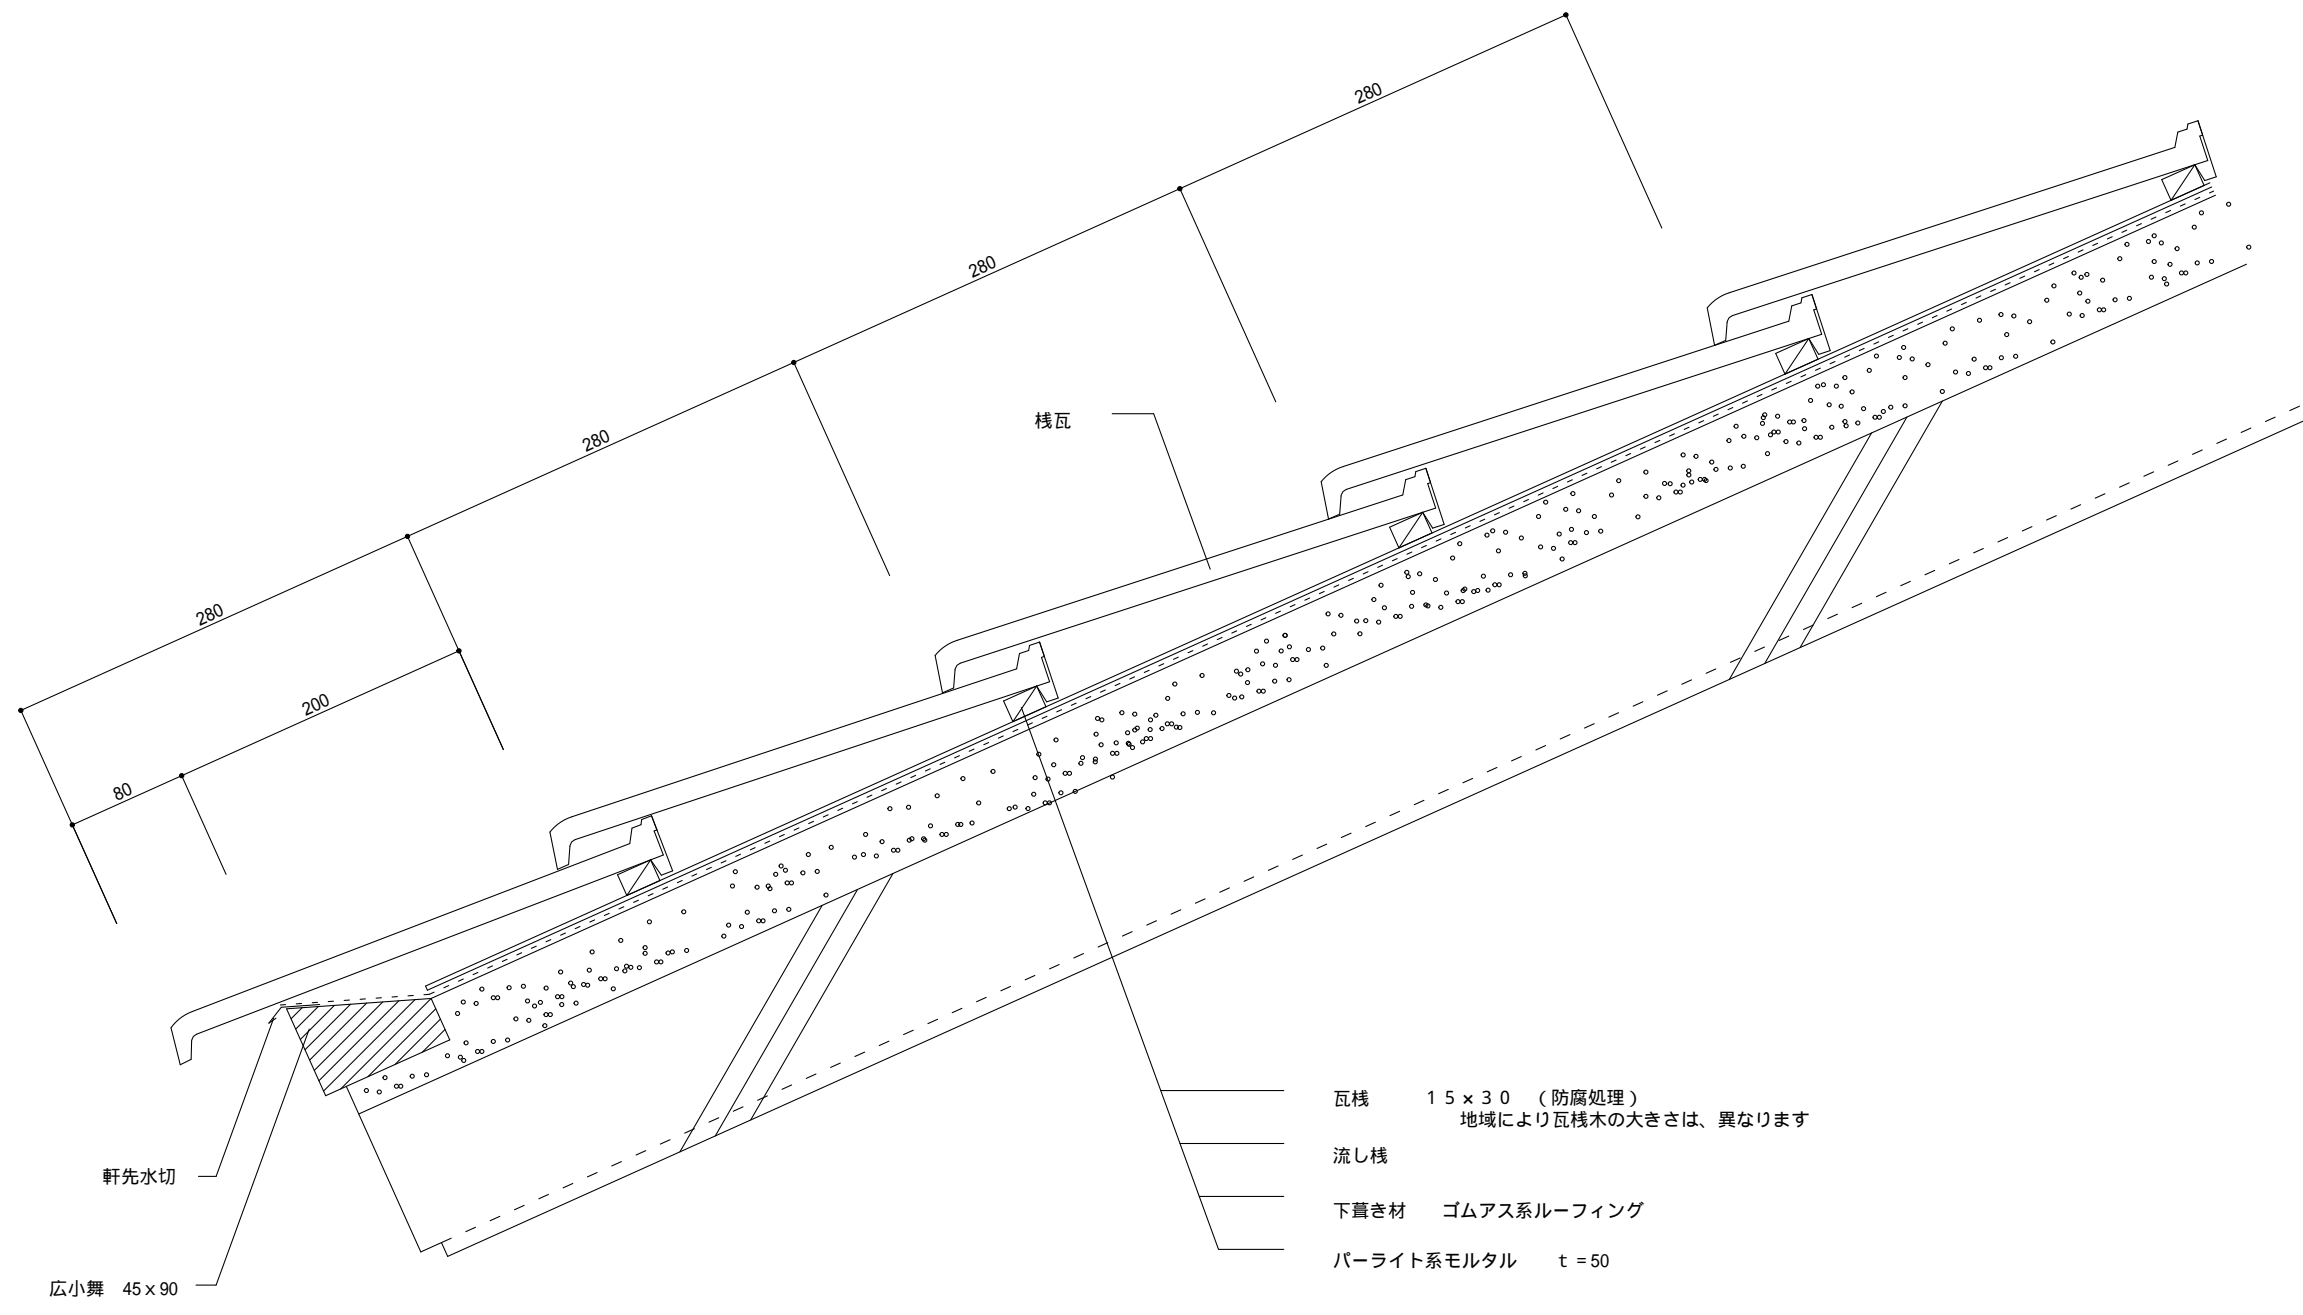 280
280
280
280
200
80
桟瓦
瓦桟　　　１５×３０　（防腐処理）
地域により瓦桟木の大きさは、異なります
流し桟
下葺き材　　ゴムアス系ルーフィング
パーライト系モルタル　　ｔ＝50
軒先水切
広小舞　45×90